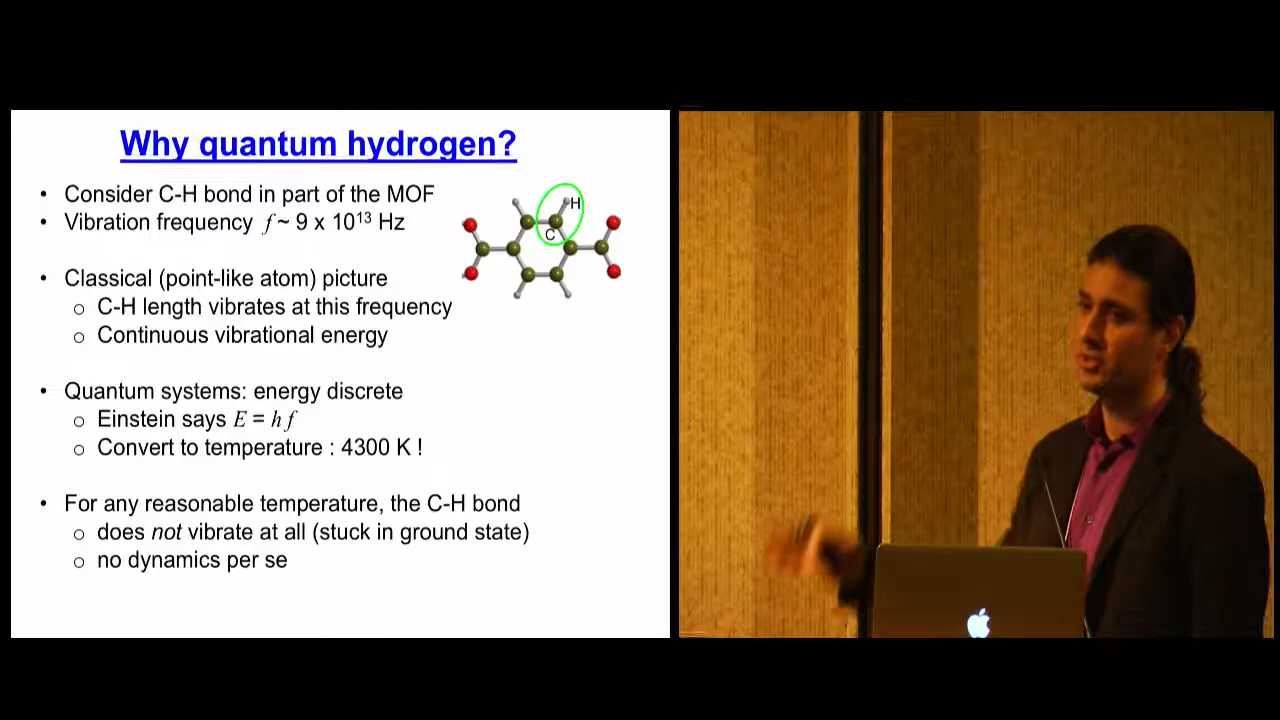 Why quantum hydrogen?
• Consider C-H bond in part of the MOF
• Vibration frequency f ~ 9 x 10¹³ Hz
H
C
• Classical (point-like atom) picture
o C-H length vibrates at this frequency
o Continuous vibrational energy
• Quantum systems: energy discrete
o Einstein says E = h f
o Convert to temperature : 4300 K !
• For any reasonable temperature, the C-H bond
o does not vibrate at all (stuck in ground state)
o no dynamics per se